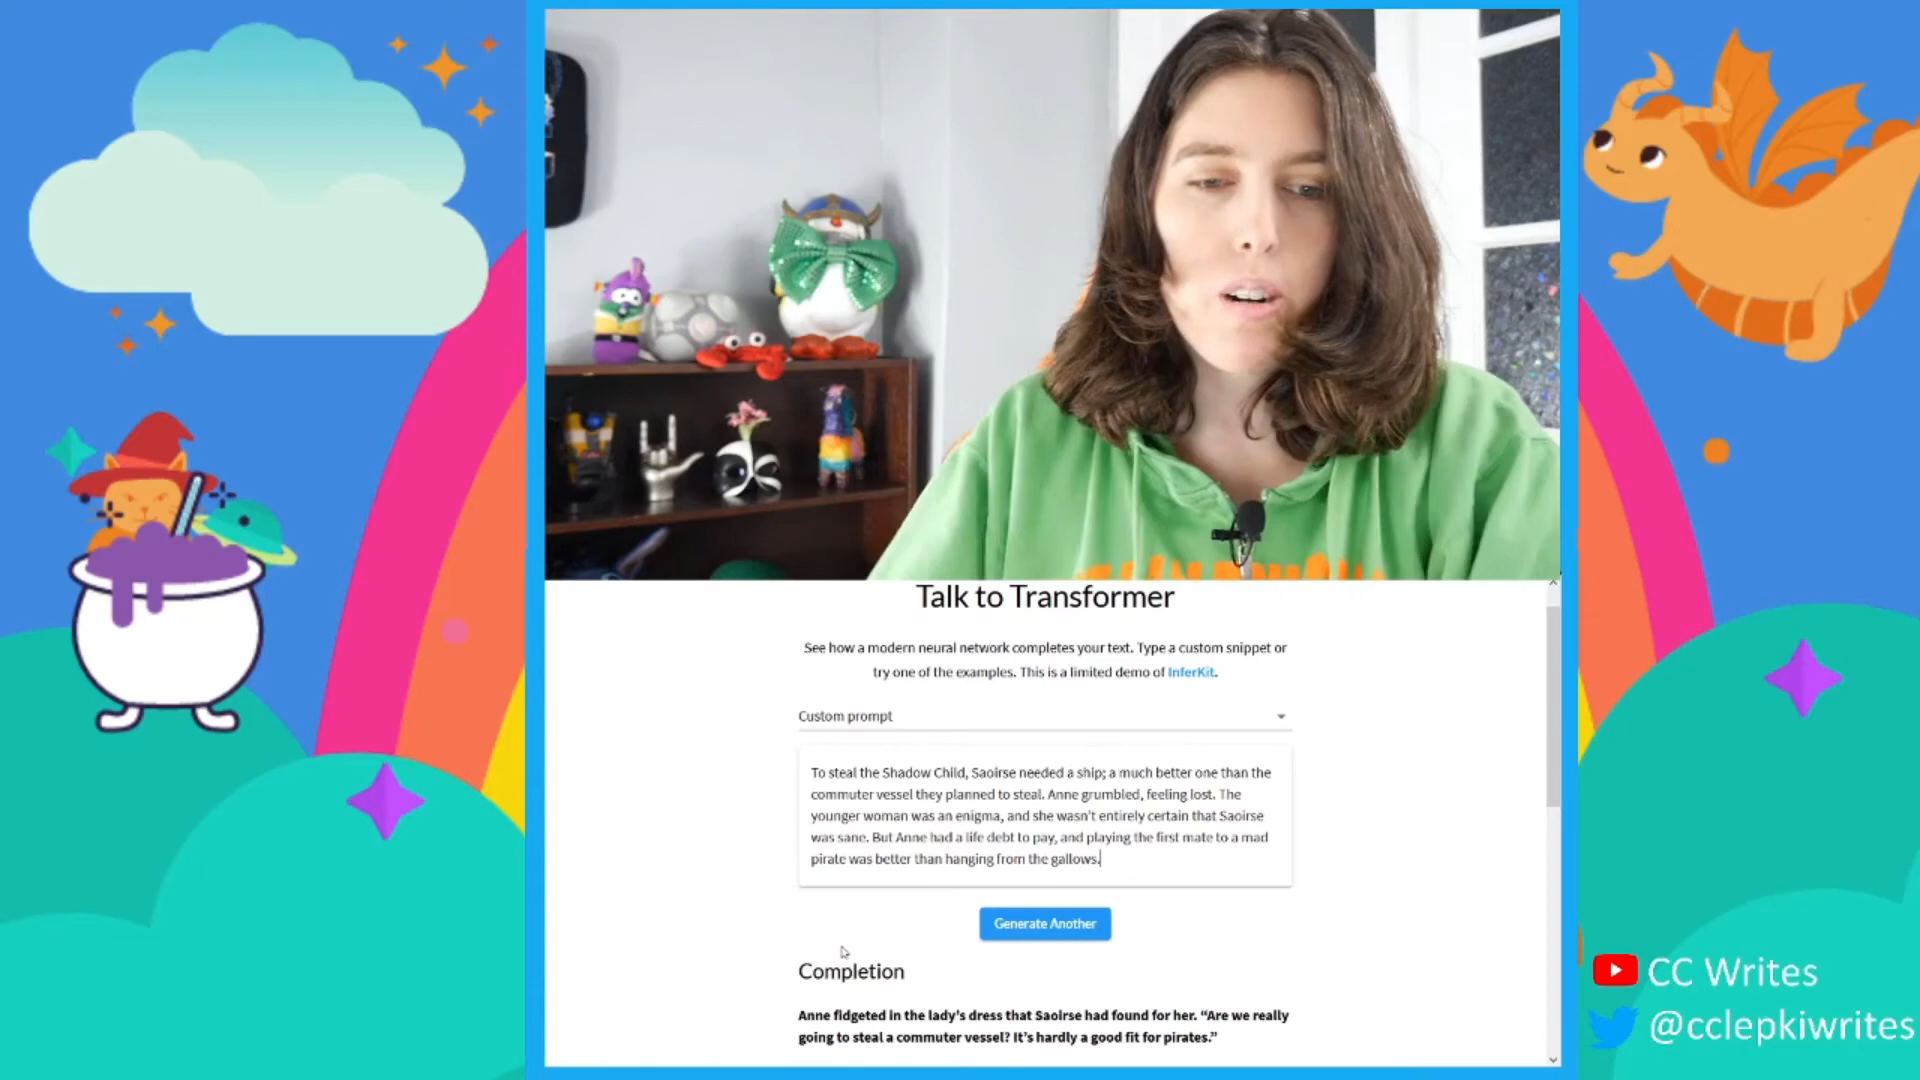 Talk to Transformer
See how a modern neural network completes your text. Type a custom snippet or
try one of the examples. This is a limited demo of InferKit.
Custom prompt
To steal the Shadow Child, Saoirse needed a ship; a much better one than the
commuter vessel they planned to steal. Anne grumbled, feeling lost. The
younger woman was an enigma, and she wasn't entirely certain that Saoirse
was sane. But Anne had a life debt to pay, and playing the first mate to a mad
pirate was better than hanging from the gallows.
Generate Another
Completion
Anne fidgeted in the lady's dress that Saoirse had found for her. “Are we really
going to steal a commuter vessel? It's hardly a good fit for pirates.”
CC Writes
@cclepkiwrites